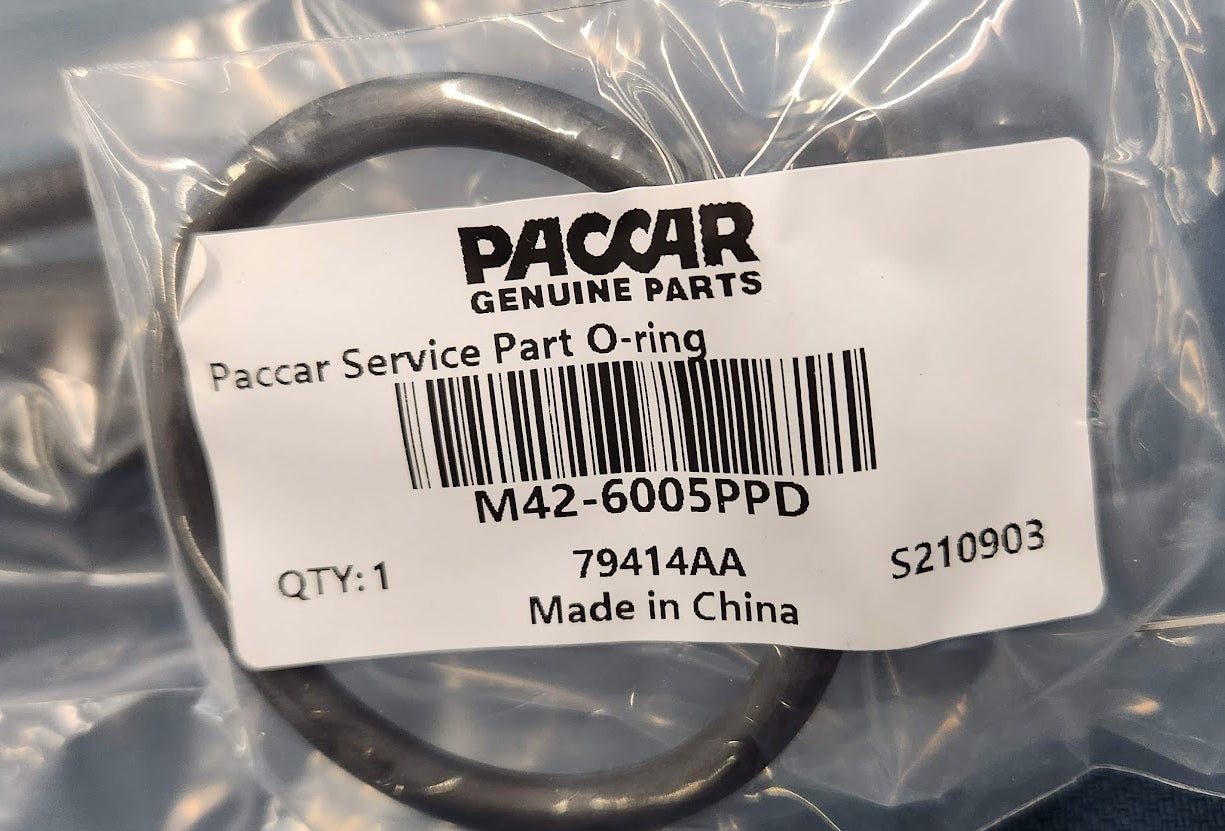 PACCAR
GENUINE PARTS
Paccar Service Part O-ring
M42-6005PPD
QTY: 1
79414AA
S210903
Made in China